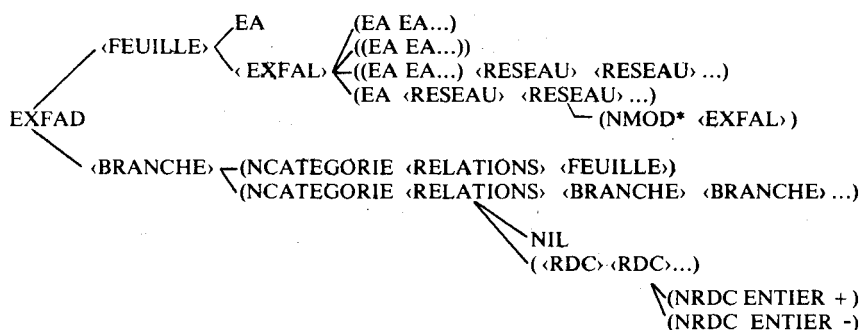 EA
‹FEUILLE›
(EA EA...)
((EA EA...))
‹EXFAL›
((EA EA...) ‹RESEAU› ‹RESEAU› ...)
(EA ‹RESEAU› ‹RESEAU› ...)
EXFAD
(NMOD* ‹EXFAL› )
‹BRANCHE›
(NCATEGORIE ‹RELATIONS› ‹FEUILLE›)
(NCATEGORIE ‹RELATIONS› ‹BRANCHE› ‹BRANCHE› ...)
NIL
( ‹RDC› ‹RDC›...)
(NRDC ENTIER +)
(NRDC ENTIER -)